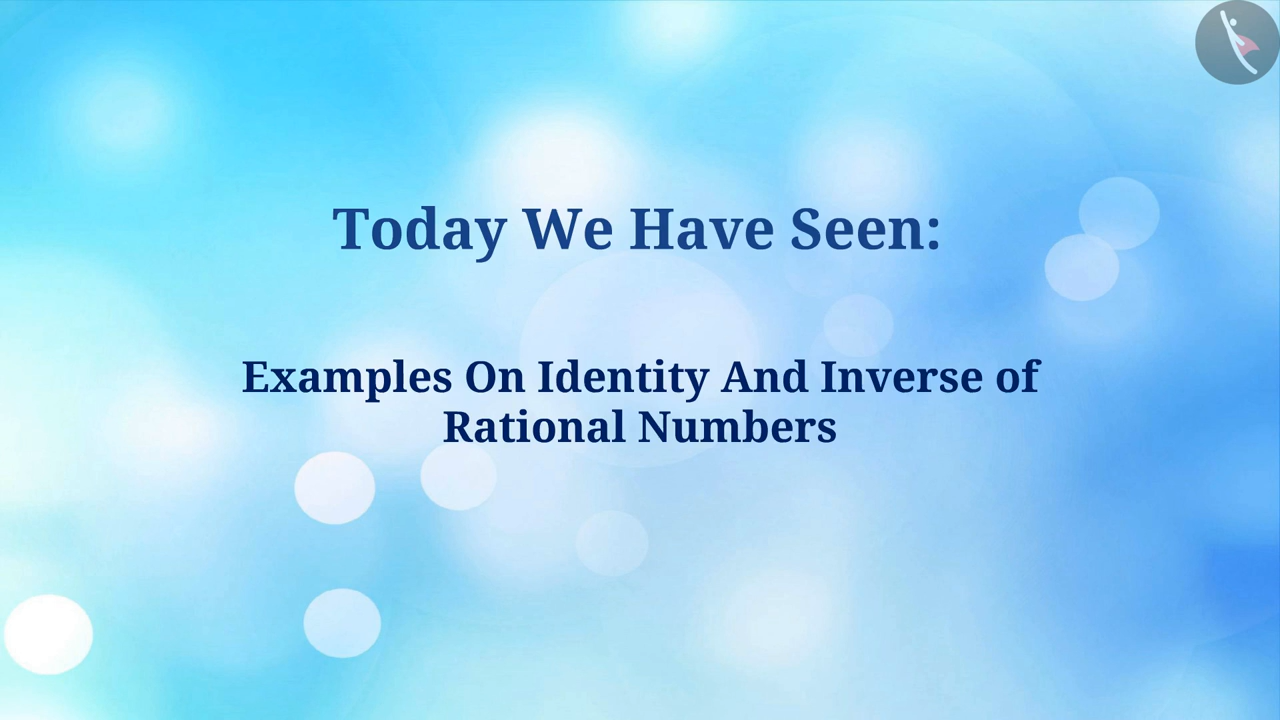 Today We Have Seen:
Examples On Identity And Inverse of
Rational Numbers